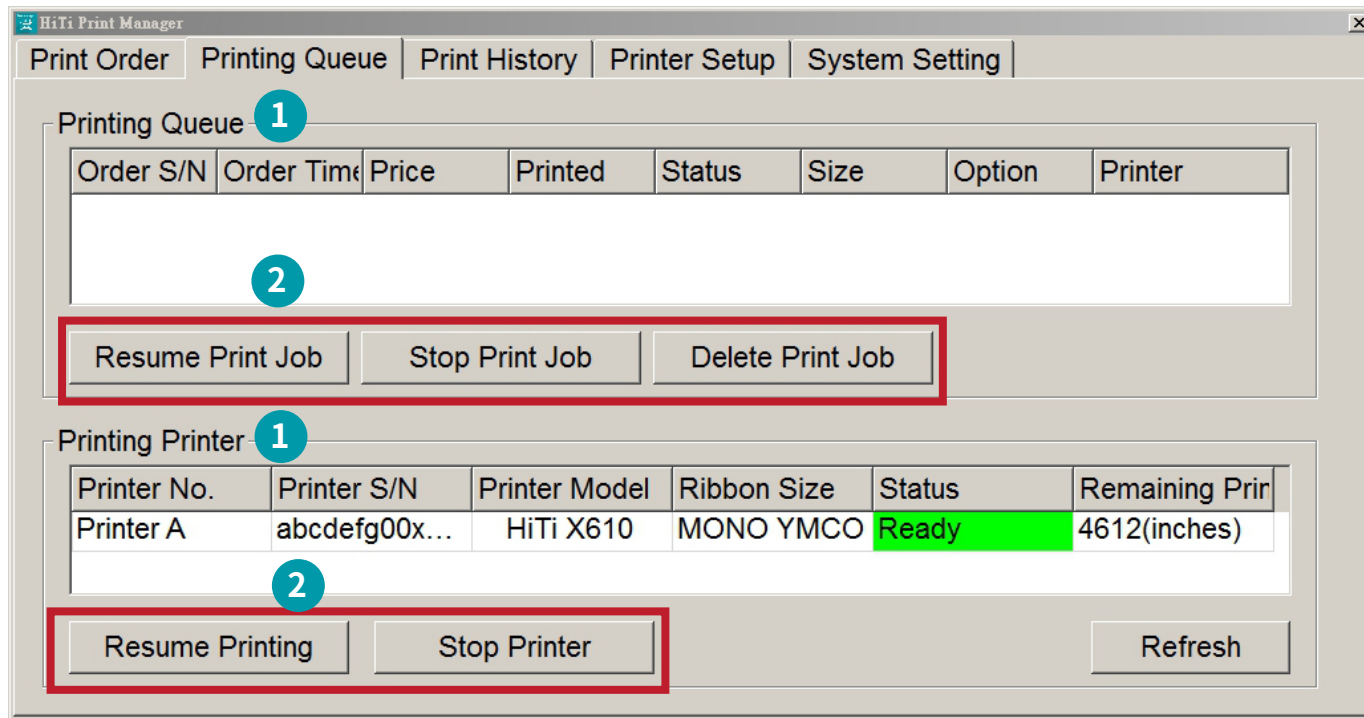 HiTi Print Manager
Print Order Printing Queue Print History Printer Setup System Setting
Printing Queue 1
Order S/N Order Time Price Printed Status Size Option Printer
2
Resume Print Job Stop Print Job Delete Print Job
Printing Printer 1
Printer No. Printer S/N Printer Model Ribbon Size Status Remaining Prin
Printer A abcdefg00x... HiTi X610 MONO YMCO Ready 4612(inches)
2
Resume Printing Stop Printer Refresh